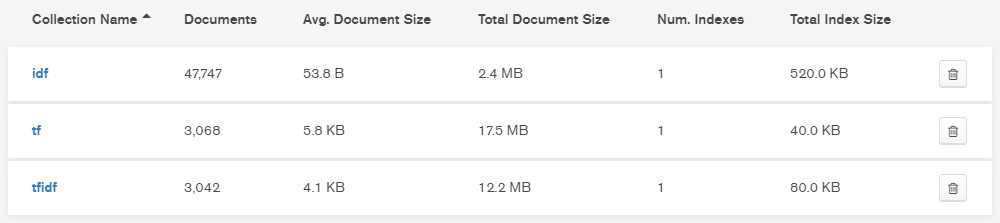 Collection Name Documents Avg. Document Size Total Document Size Num. Indexes Total Index Size
idf 47,747 53.8 B 2.4 MB 1 520.0 KB
tf 3,068 5.8 KB 17.5 MB 1 40.0 KB
tfidf 3,042 4.1 KB 12.2 MB 1 80.0 KB